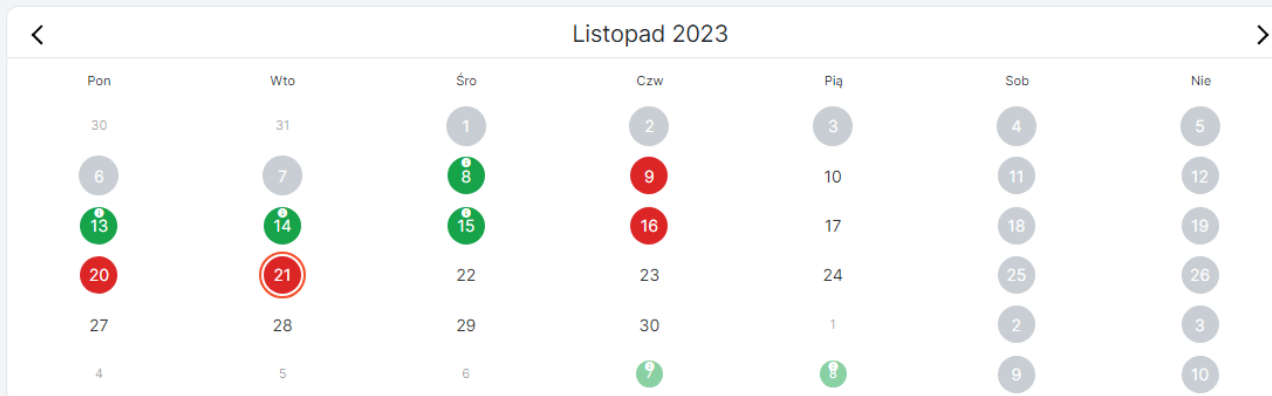 Listopad 2023
Pon Wto Śro Czw Pią Sob Nie
30 31 1 2 3 4 5
6 7 8 9 10 11 12
13 14 15 16 17 18 19
20 21 22 23 24 25 26
27 28 29 30 1 2 3
4 5 6 7 8 9 10